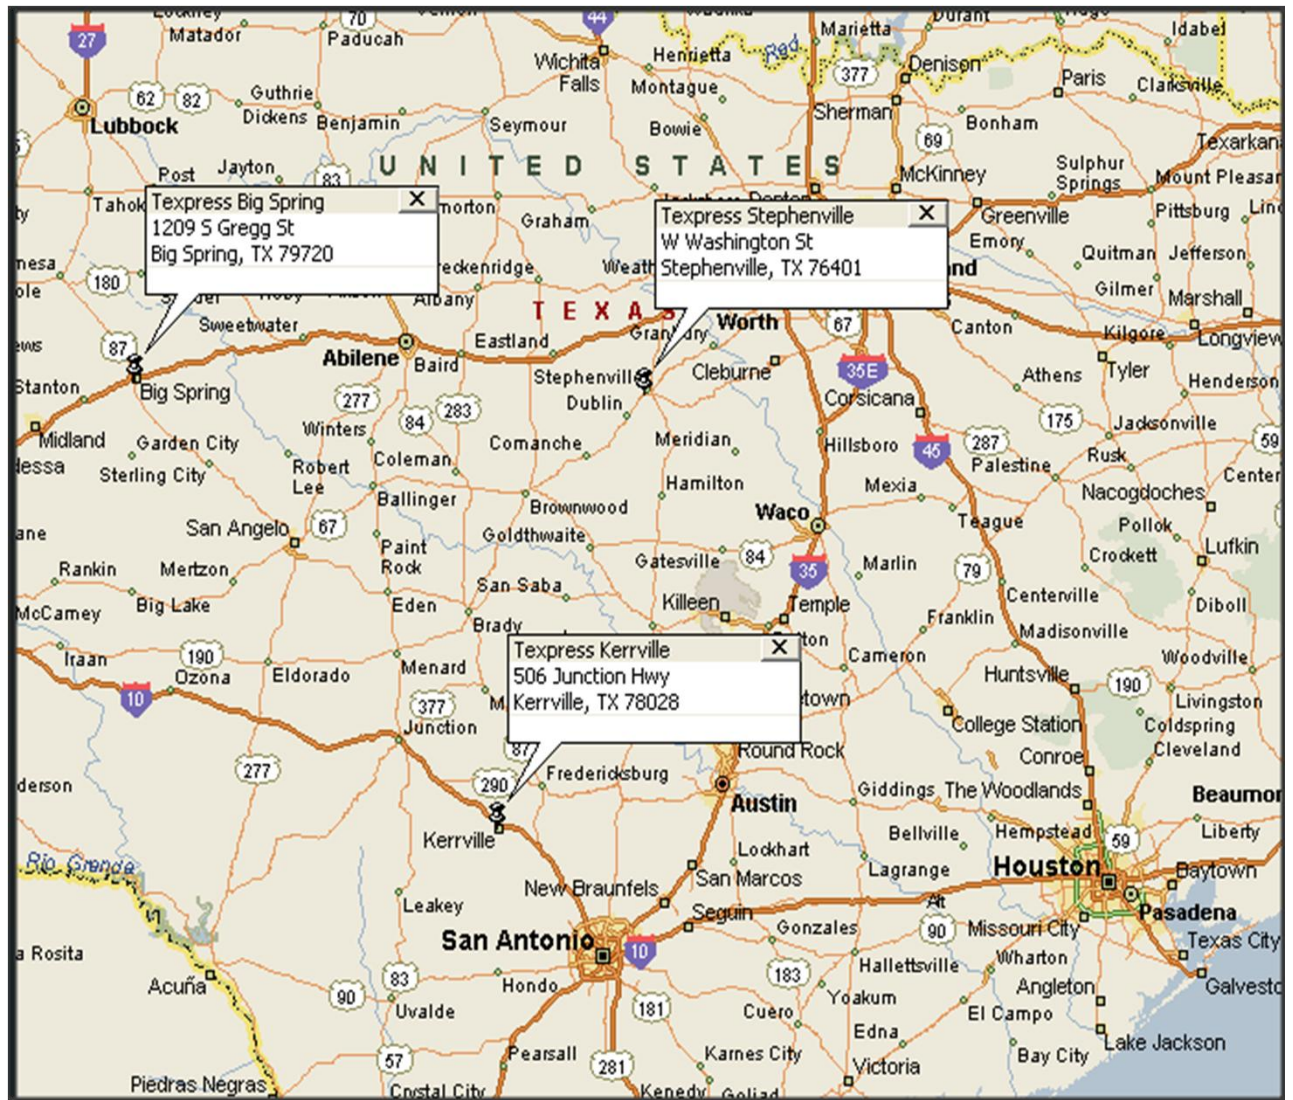 Lockney
70
44
Durant
Hugo
27
Matador
Paducah
Marietta
Idabel
Wichita
Falls
Henrietta
Red
377
Denison
Paris
Clarksville
62
82
Guthrie
Montague
Lubbock
Dickens
Benjamin
Seymour
Bowie
Sherman
Bonham
69
Texarkan
Post
Jayton
83
UNITED STATES
McKinney
Sulphur
Springs
Mount Pleasan
Texpress Big Spring
1209 S Gregg St
Big Spring, TX 79720
Graham
Texpress Stephenville
W Washington St
Stephenville, TX 76401
Greenville
Pittsburg
Emory
Quitman
Jefferson
180
Albany
TEXAS
Worth
67
Canton
Gilmer
Marshall
Sweetwater
Eastland
Kilgore
Longview
87
Abilene
Baird
Stephenville
Cleburne
35E
Athens
Tyler
Stanton
Big Spring
277
84
283
Dublin
Corsicana
Henderson
175
Midland
Garden City
Winters
Comanche
Meridian
Hillsboro
45
287
Jacksonville
59
Sterling City
Robert
Lee
Coleman
Hamilton
Mexia
Palestine
Rusk
Center
Ballinger
Brownwood
Waco
Nacogdoches
San Angelo
67
Goldthwaite
Teague
Pollok
Rankin
Mertzon
Paint
Rock
Gatesville
84
35
Marlin
79
Crockett
Lufkin
San Saba
McCamey
Big Lake
Eden
Killeen
Temple
Centerville
Diboll
Brady
Franklin
Madisonville
Iraan
190
Ozona
Eldorado
Menard
Texpress Kerrville
506 Junction Hwy
Kerrville, TX 78028
Cameron
Woodville
10
377
Huntsville
190
Livingston
Junction
87
Round Rock
College Station
Coldspring
Cleveland
277
290
Fredericksburg
Conroe
Austin
Giddings
The Woodlands
Beaumon
Kerrville
Bellville
Hempstead
59
Liberty
Rio Grande
Lockhart
Lagrange
Houston
Baytown
New Braunfels
San Marcos
Leakey
Seguin
Alt
90
Missouri City
Pasadena
San Antonio
10
Gonzales
Texas City
a Rosita
Acuña
83
Hondo
183
Hallettsville
Wharton
Angleton
Galvesto
90
Uvalde
181
Cuero
Yoakum
El Campo
Edna
Bay City
Lake Jackson
57
Pearsall
281
Karnes City
Victoria
Piedras Negras
Crystal City
Kenedy
Goliad